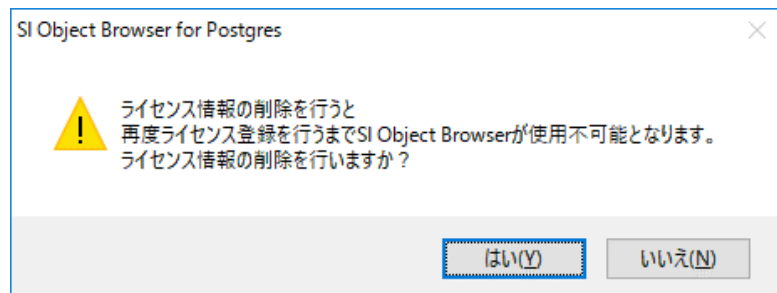 SI Object Browser for Postgres
ライセンス情報の削除を行うと
再度ライセンス登録を行うまでSI Object Browserが使用不可能となります。
ライセンス情報の削除を行いますか？
はい(Y)
いいえ(N)